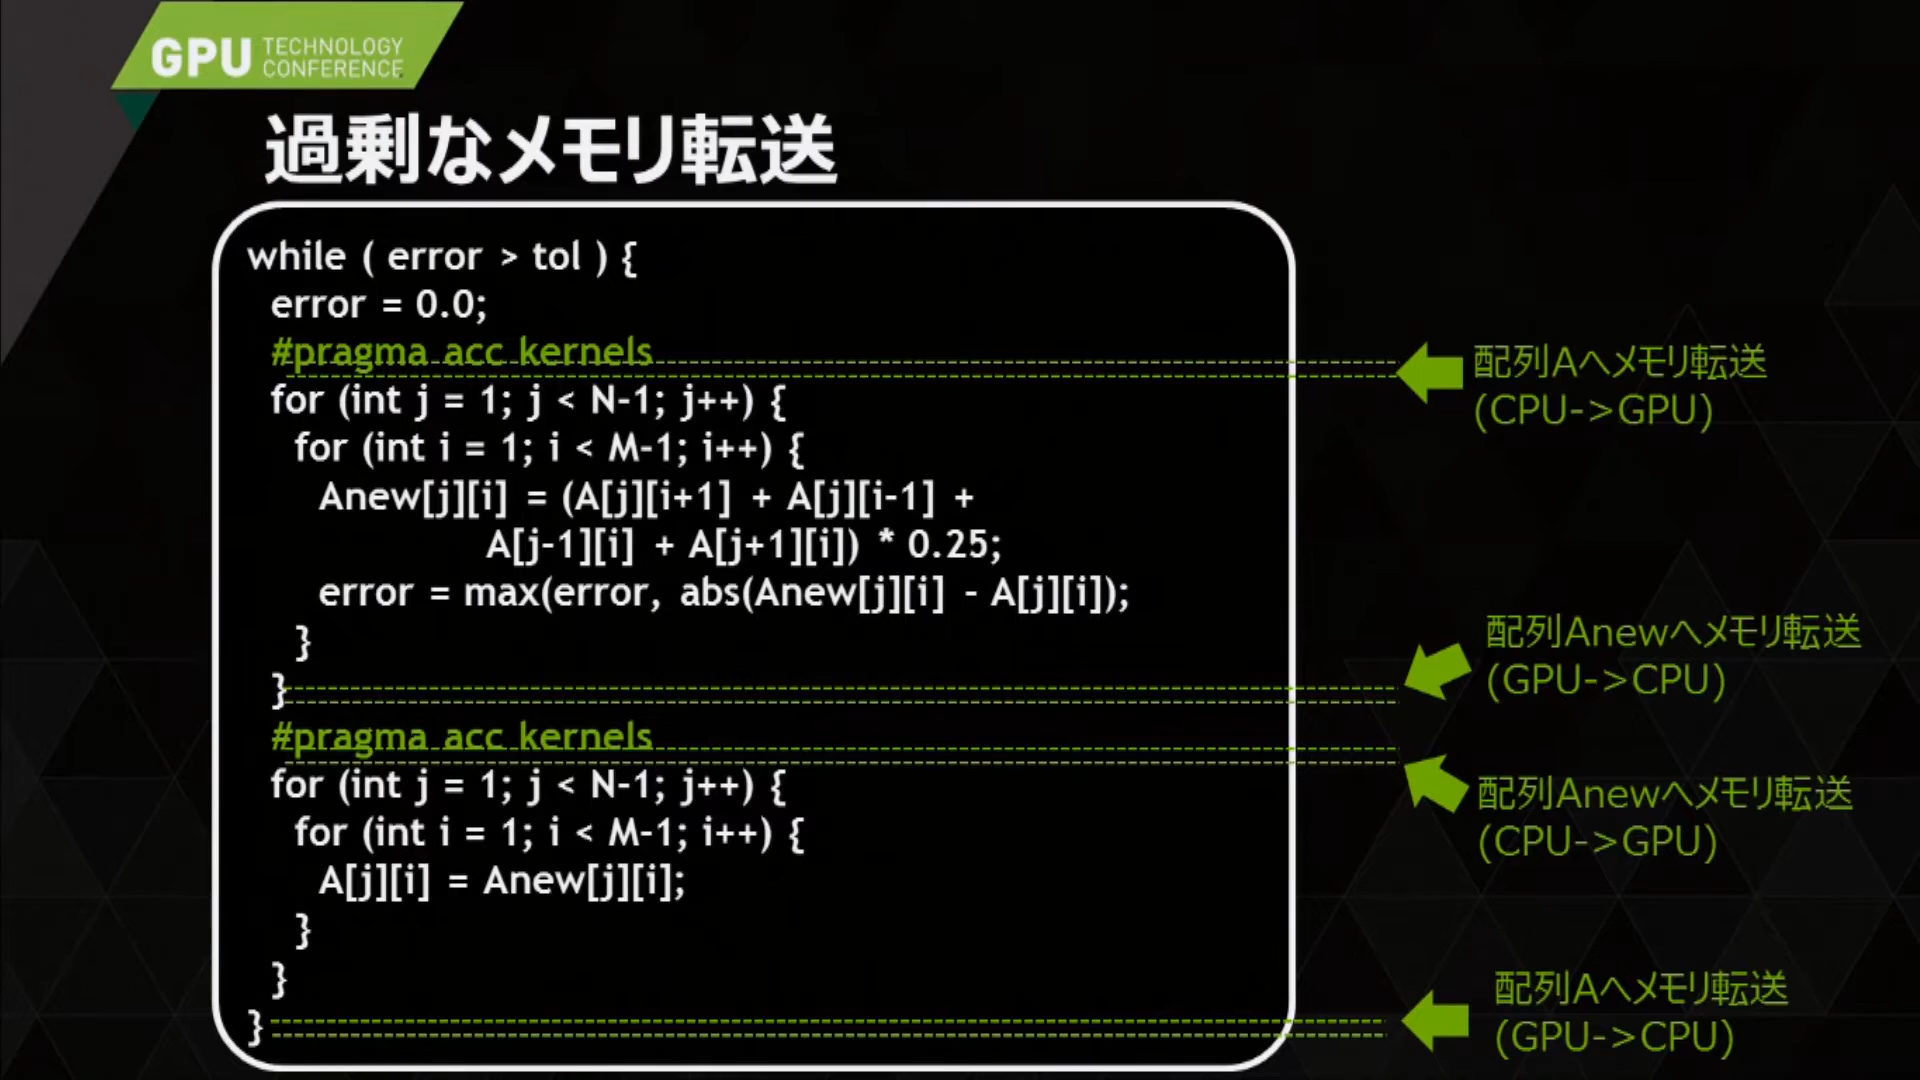 GPU TECHNOLOGY CONFERENCE
過剰なメモリ転送
while ( error > tol ) {
error = 0.0;
#pragma acc kernels
for (int j = 1; j < N-1; j++) {
for (int i = 1; i < M-1; i++) {
Anew[j][i] = (A[j][i+1] + A[j][i-1] +
A[j-1][i] + A[j+1][i]) * 0.25;
error = max(error, abs(Anew[j][i] - A[j][i]);
}
}
#pragma acc kernels
for (int j = 1; j < N-1; j++) {
for (int i = 1; i < M-1; i++) {
A[j][i] = Anew[j][i];
}
}
}
配列Aへメモリ転送
(CPU->GPU)
配列Anewへメモリ転送
(GPU->CPU)
配列Anewへメモリ転送
(CPU->GPU)
配列Aへメモリ転送
(GPU->CPU)